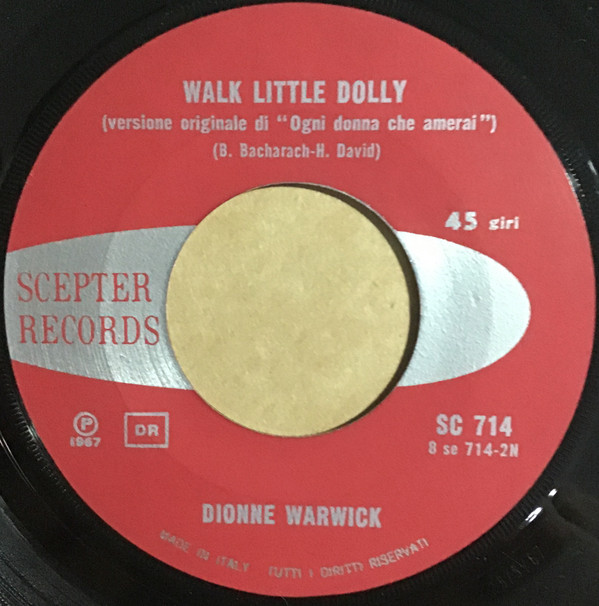 WALK LITTLE DOLLY
(versione originale di "Ogni donna che amerai")
(B. Bacharach-H. David)
45 giri
SCEPTER
RECORDS
P
1967
DR
SC 714
8 se 714-2N
DIONNE WARWICK
MADE IN ITALY TUTTI I DIRITTI RISERVATI